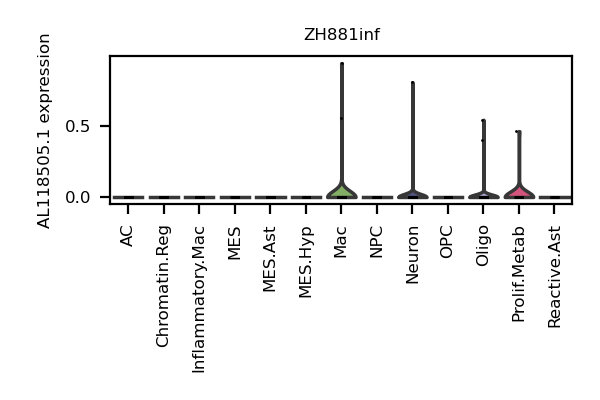 ZH881inf
AL118505.1 expression
0.5
0.0
AC
Chromatin.Reg
Inflammatory.Mac
MES
MES.Ast
MES.Hyp
Mac
NPC
Neuron
OPC
Oligo
Prolif.Metab
Reactive.Ast